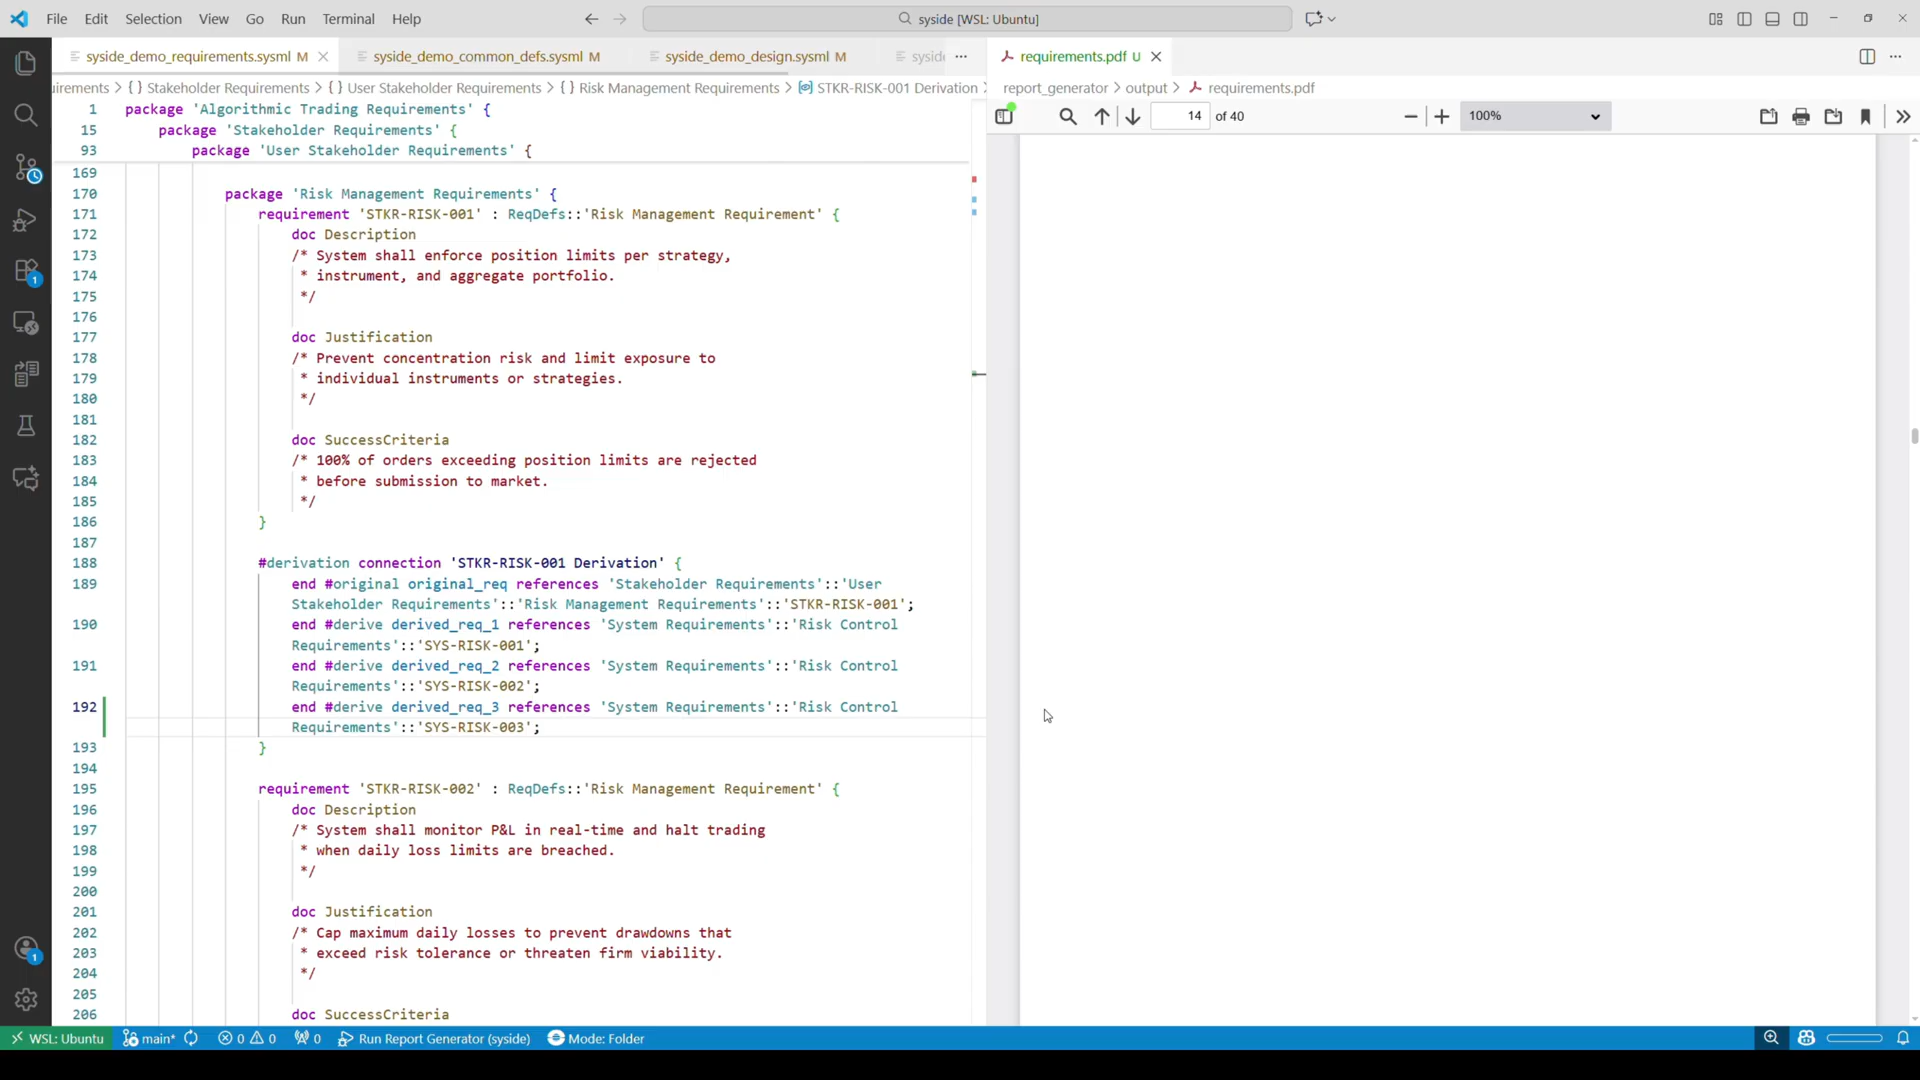 File Edit Selection View Go Run Terminal Help
syside [WSL: Ubuntu]
syside_demo_requirements.sysml M
syside_demo_common_defs.sysml M
syside_demo_design.sysml M
requirements.pdf U
Stakeholder Requirements > {} User Stakeholder Requirements > {} Risk Management Requirements > STKR-RISK-001 Derivation
report_generator > output > requirements.pdf
14 of 40
100%
1 package 'Algorithmic Trading Requirements' {
15 package 'Stakeholder Requirements' {
93 package 'User Stakeholder Requirements' {
169
170 package 'Risk Management Requirements' {
171 requirement 'STKR-RISK-001' : ReqDefs::'Risk Management Requirement' {
172 doc Description
173 /* System shall enforce position limits per strategy,
174 * instrument, and aggregate portfolio.
175 */
176
177 doc Justification
178 /* Prevent concentration risk and limit exposure to
179 * individual instruments or strategies.
180 */
181
182 doc SuccessCriteria
183 /* 100% of orders exceeding position limits are rejected
184 * before submission to market.
185 */
186 }
187
188 #derivation connection 'STKR-RISK-001 Derivation' {
189 end #original original_req references 'Stakeholder Requirements'::'User
Stakeholder Requirements'::'Risk Management Requirements'::'STKR-RISK-001';
190 end #derive derived_req_1 references 'System Requirements'::'Risk Control
Requirements'::'SYS-RISK-001';
191 end #derive derived_req_2 references 'System Requirements'::'Risk Control
Requirements'::'SYS-RISK-002';
192 end #derive derived_req_3 references 'System Requirements'::'Risk Control
Requirements'::'SYS-RISK-003';
193 }
194
195 requirement 'STKR-RISK-002' : ReqDefs::'Risk Management Requirement' {
196 doc Description
197 /* System shall monitor P&L in real-time and halt trading
198 * when daily loss limits are breached.
199 */
200
201 doc Justification
202 /* Cap maximum daily losses to prevent drawdowns that
203 * exceed risk tolerance or threaten firm viability.
204 */
205
206 doc SuccessCriteria
1
1
WSL: Ubuntu main* 0 0 0 Run Report Generator (syside) Mode: Folder